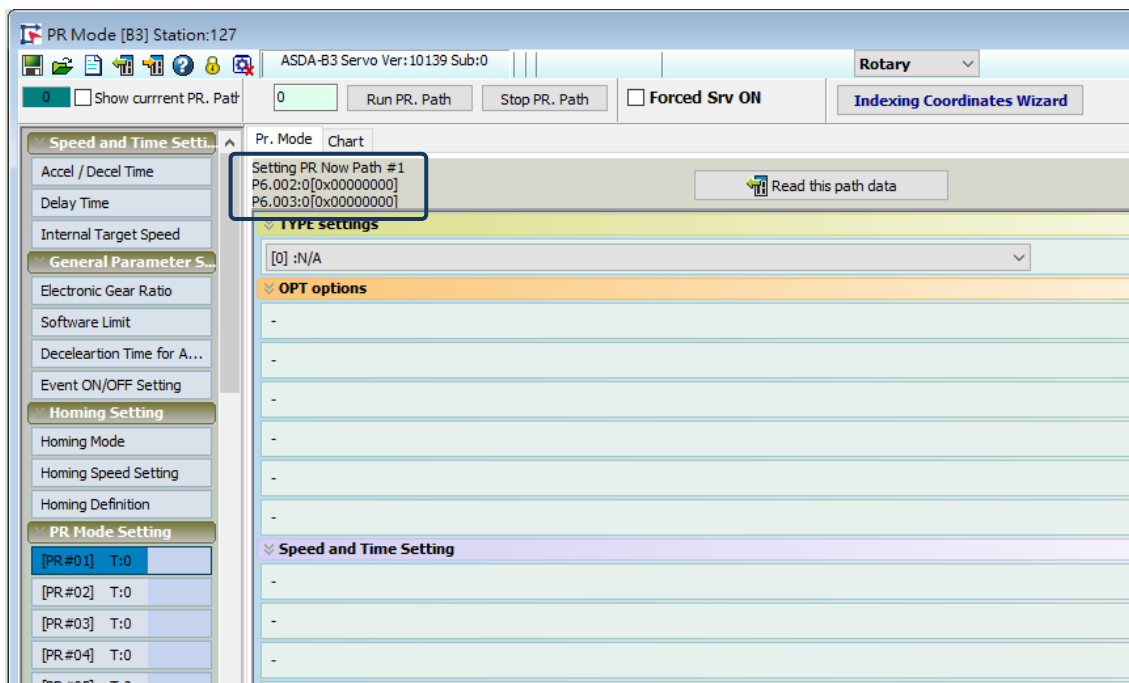 PR Mode [B3] Station:127
ASDA-B3 Servo Ver:10139 Sub:0
Rotary
0
Show currrent PR. Path
0
Run PR. Path
Stop PR. Path
Forced Srv ON
Indexing Coordinates Wizard
Speed and Time Setti...
Accel / Decel Time
Delay Time
Internal Target Speed
General Parameter S...
Electronic Gear Ratio
Software Limit
Deceleartion Time for A...
Event ON/OFF Setting
Homing Setting
Homing Mode
Homing Speed Setting
Homing Definition
PR Mode Setting
[PR#01] T:0
[PR#02] T:0
[PR#03] T:0
[PR#04] T:0
Pr. Mode
Chart
Setting PR Now Path #1
P6.002:0[0x00000000]
P6.003:0[0x00000000]
Read this path data
TYPE settings
[0] :N/A
OPT options
-
-
-
-
-
-
Speed and Time Setting
-
-
-